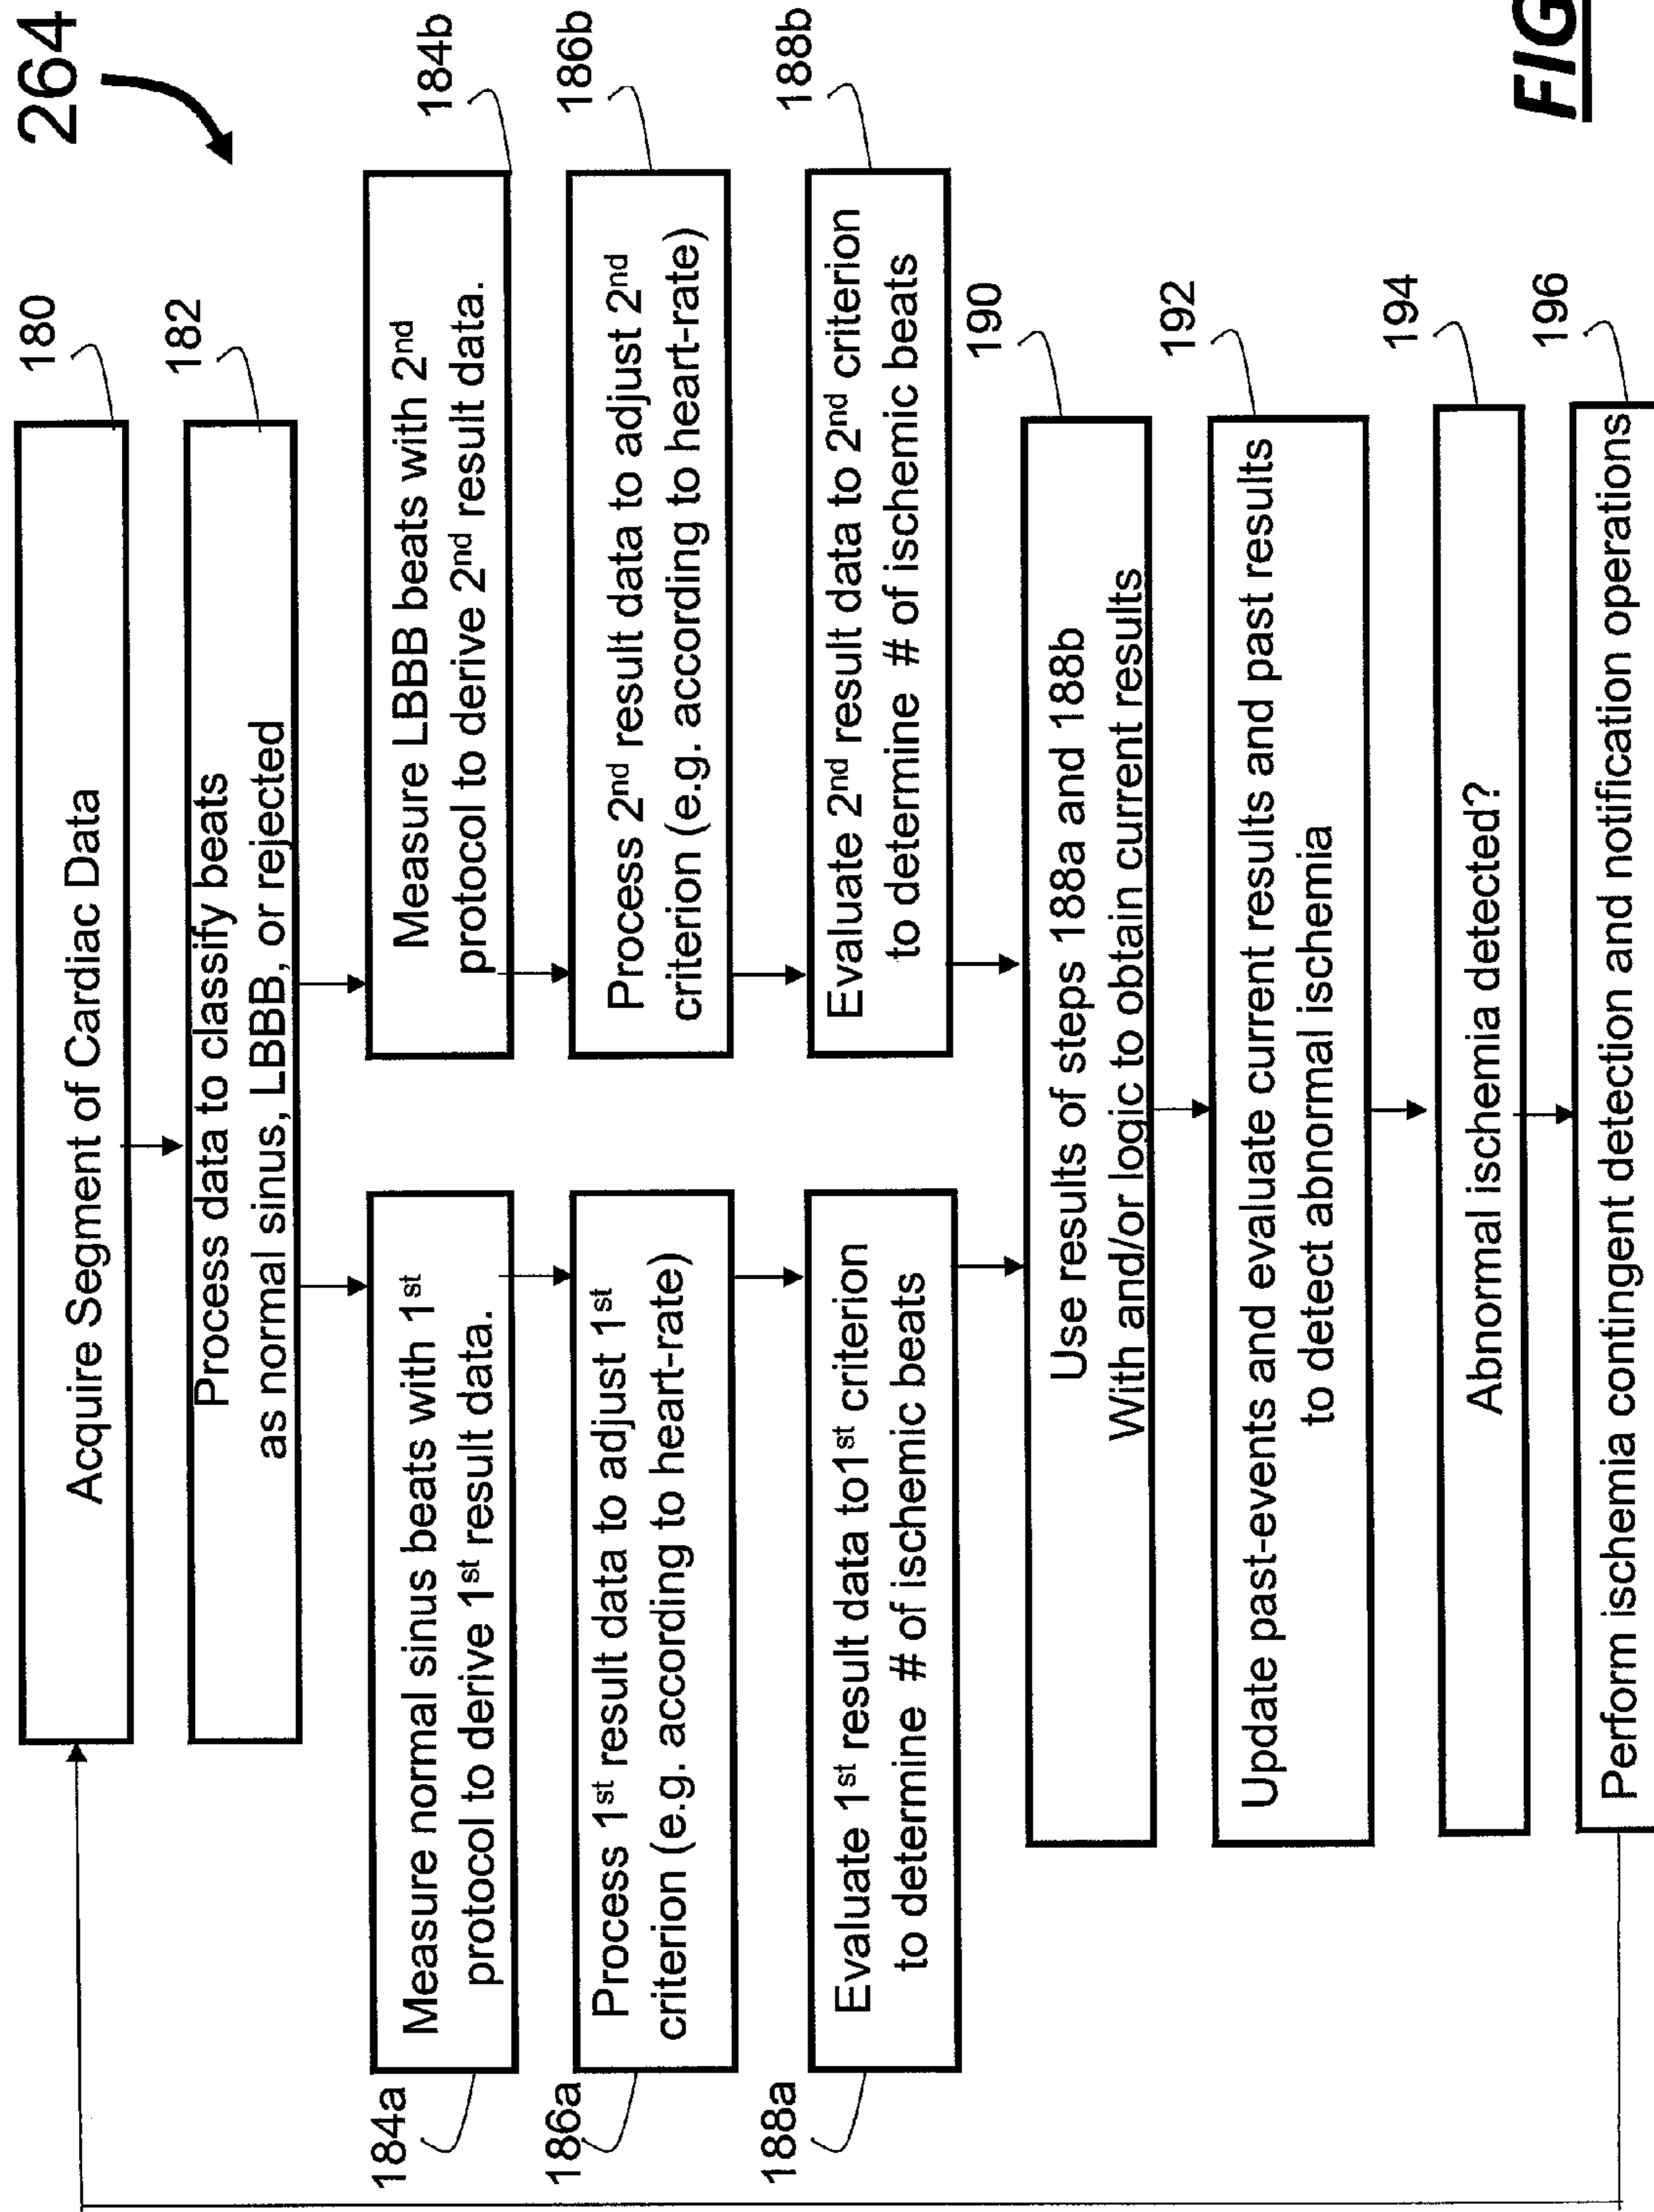 264
180
Acquire Segment of Cardiac Data
182
Process data to classify beats
as normal sinus, LBBB, or rejected
184a
Measure normal sinus beats with 1st
protocol to derive 1st result data.
184b
Measure LBBB beats with 2nd
protocol to derive 2nd result data.
186a
Process 1st result data to adjust 1st
criterion (e.g. according to heart-rate)
186b
Process 2nd result data to adjust 2nd
criterion (e.g. according to heart-rate)
188a
Evaluate 1st result data to1st criterion
to determine # of ischemic beats
188b
Evaluate 2nd result data to 2nd criterion
to determine # of ischemic beats
190
Use results of steps 188a and 188b
With and/or logic to obtain current results
192
Update past-events and evaluate current results and past results
to detect abnormal ischemia
194
Abnormal ischemia detected?
196
Perform ischemia contingent detection and notification operations
FIG